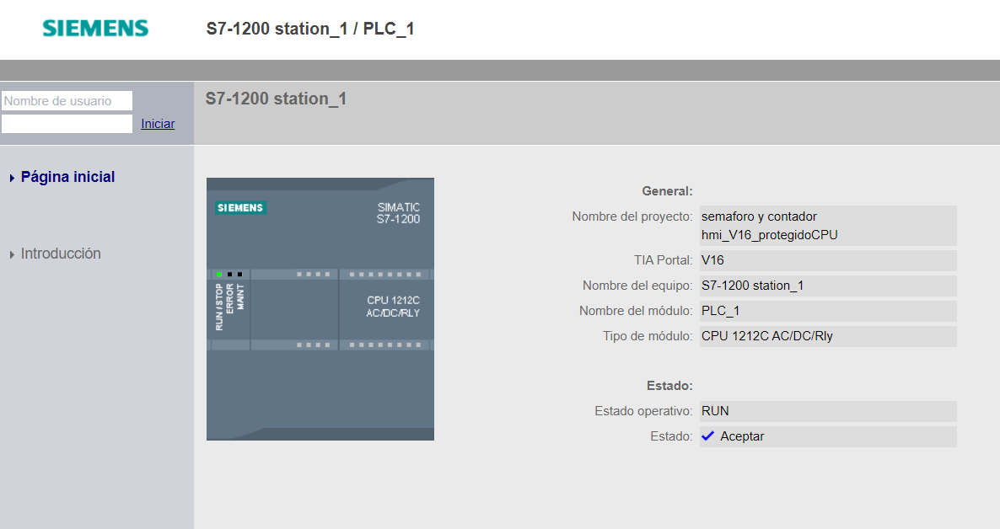 SIEMENS
S7-1200 station_1 / PLC_1
Nombre de usuario
Iniciar
S7-1200 station_1
Página inicial
Introducción
SIEMENS
SIMATIC
S7-1200
RUN / STOP
ERROR
MAINT
CPU 1212C
AC/DC/RLY
General:
Nombre del proyecto: semaforo y contador
hmi_V16_protegidoCPU
TIA Portal: V16
Nombre del equipo: S7-1200 station_1
Nombre del módulo: PLC_1
Tipo de módulo: CPU 1212C AC/DC/Rly
Estado:
Estado operativo: RUN
Estado: Aceptar